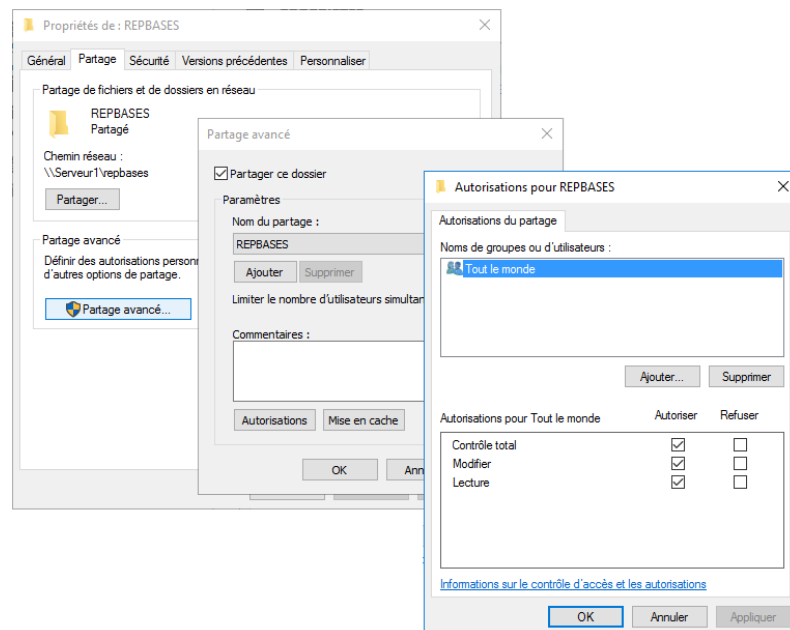 Propriétés de : REPBASES
Général Partage Sécurité Versions précédentes Personnaliser
Partage de fichiers et de dossiers en réseau
REPBASES
Partagé
Chemin réseau :
\\Serveur1\repbases
Partager...
Partage avancé
Définir des autorisations personr
d'autres options de partage.
Partage avancé...
Partage avancé
Partager ce dossier
Paramètres
Nom du partage :
REPBASES
Ajouter Supprimer
Limiter le nombre d'utilisateurs simultar
Commentaires :
Autorisations Mise en cache
OK Ann
Autorisations pour REPBASES
Autorisations du partage
Noms de groupes ou d'utilisateurs :
Tout le monde
Ajouter... Supprimer
Autorisations pour Tout le monde Autoriser Refuser
Contrôle total
Modifier
Lecture
Informations sur le contrôle d'accès et les autorisations
OK Annuler Appliquer